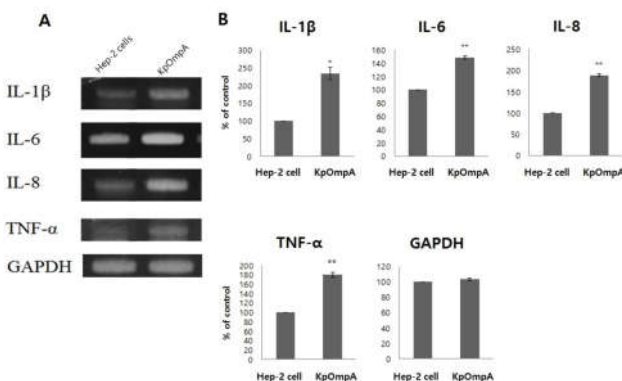 A
Hep-2 cells
KpOmpA
IL-1β
IL-6
IL-8
TNF-α
GAPDH
B
IL-1β
% of control
300
250
200
150
100
50
0
*
Hep-2 cell
KpOmpA
IL-6
160
140
120
100
80
60
40
20
0
**
Hep-2 cell
KpOmpA
IL-8
250
200
150
100
50
0
**
Hep-2 cell
KpOmpA
TNF-α
% of control
200
180
160
140
120
100
80
60
40
20
0
**
Hep-2 cell
KpOmpA
GAPDH
120
100
80
60
40
20
0
Hep-2 cell
KpOmpA